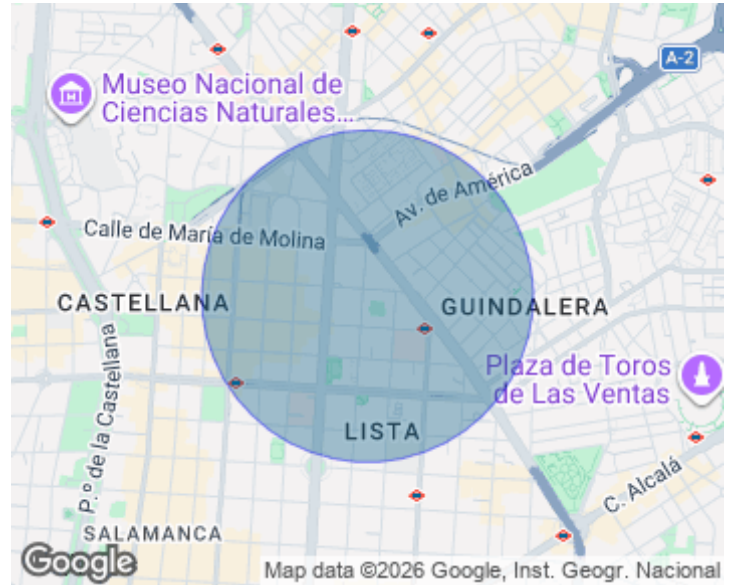 A-2
Museo Nacional de
Ciencias Naturales...
Av. de América
Calle de María de Molina
CASTELLANA
GUINDALERA
P.º de la Castellana
Plaza de Toros
de Las Ventas
LISTA
C. Alcalá
SALAMANCA
Google
Map data ©2026 Google, Inst. Geogr. Nacional